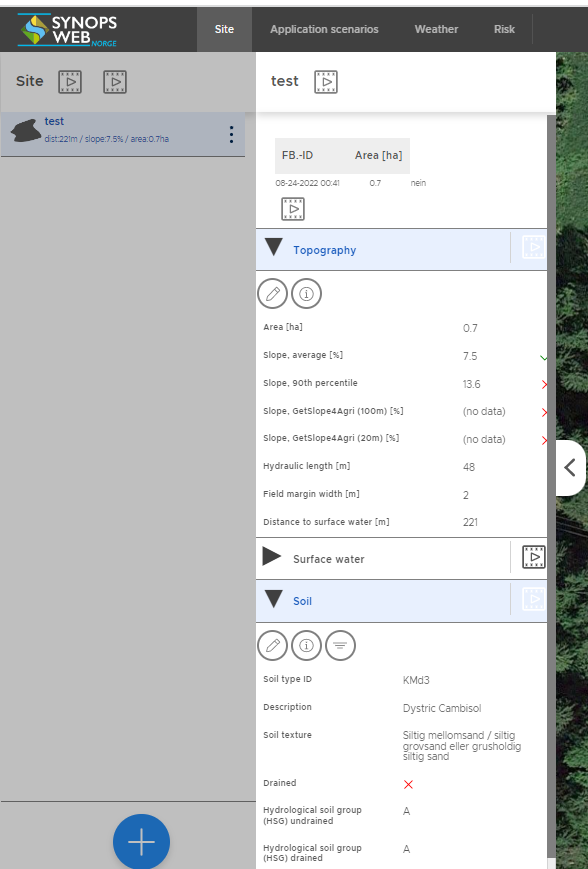 SYNOPS
WEB
NORGE
Site
Application scenarios
Weather
Risk
Site
test
dist:221m / slope:7.5% / area:0.7ha
test
FB.-ID
Area [ha]
08-24-2022 00:41
0.7
nein
Topography
Area [ha]
0.7
Slope, average [%]
7.5
Slope, 90th percentile
13.6
Slope, GetSlope4Agri (100m) [%]
(no data)
Slope, GetSlope4Agri (20m) [%]
(no data)
Hydraulic length [m]
48
Field margin width [m]
2
Distance to surface water [m]
221
Surface water
Soil
Soil type ID
KMd3
Description
Dystric Cambisol
Soil texture
Siltig mellomsand / siltig
grovsand eller grusholdig
siltig sand
Drained
Hydrological soil group
(HSG) undrained
A
Hydrological soil group
(HSG) drained
A